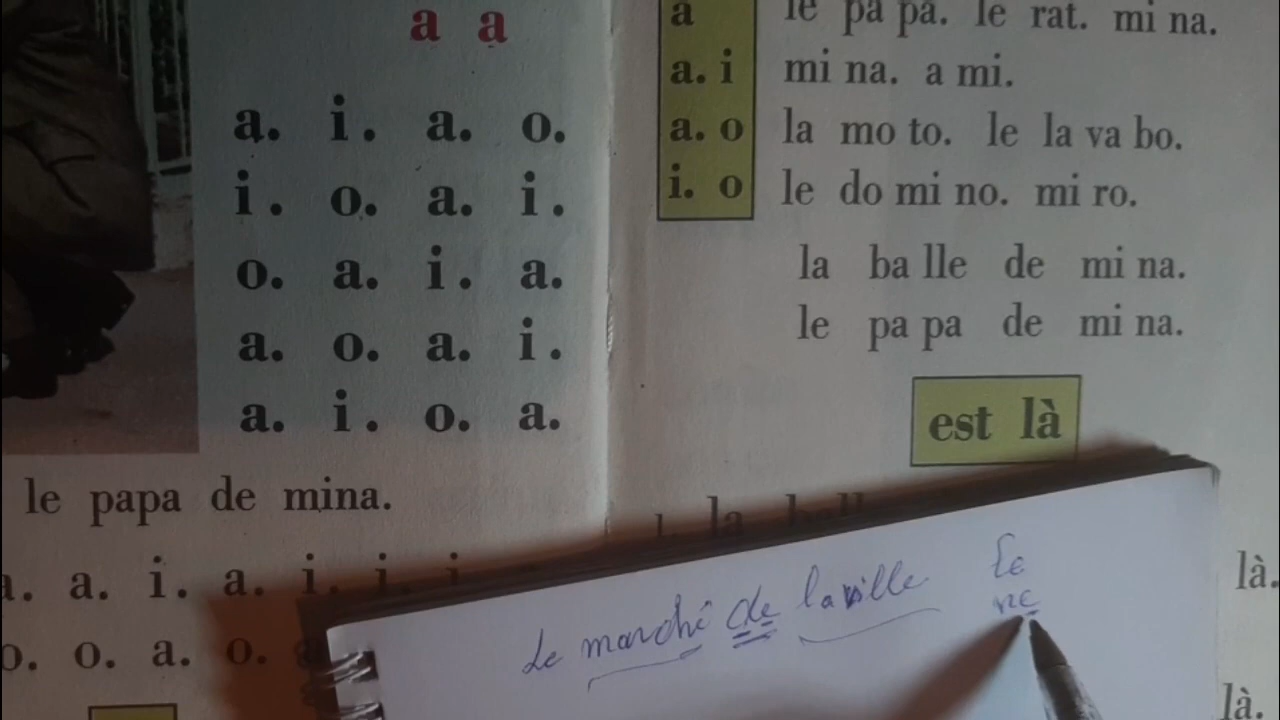 a a
a. i. a. o.
i. o. a. i.
o. a. i. a.
a. o. a. i.
a. i. o. a.
le papa de mina.
a. a. i. a. i. i. i
o. o. a. o.
a le pa pa. le rat. mi na.
a. i mi na. a mi.
a. o la mo to. le la va bo.
i. o le do mi no. mi ro.
la ba lle de mi na.
le pa pa de mi na.
est là
la
là.
là.
Le marché de la ville
Le
ne